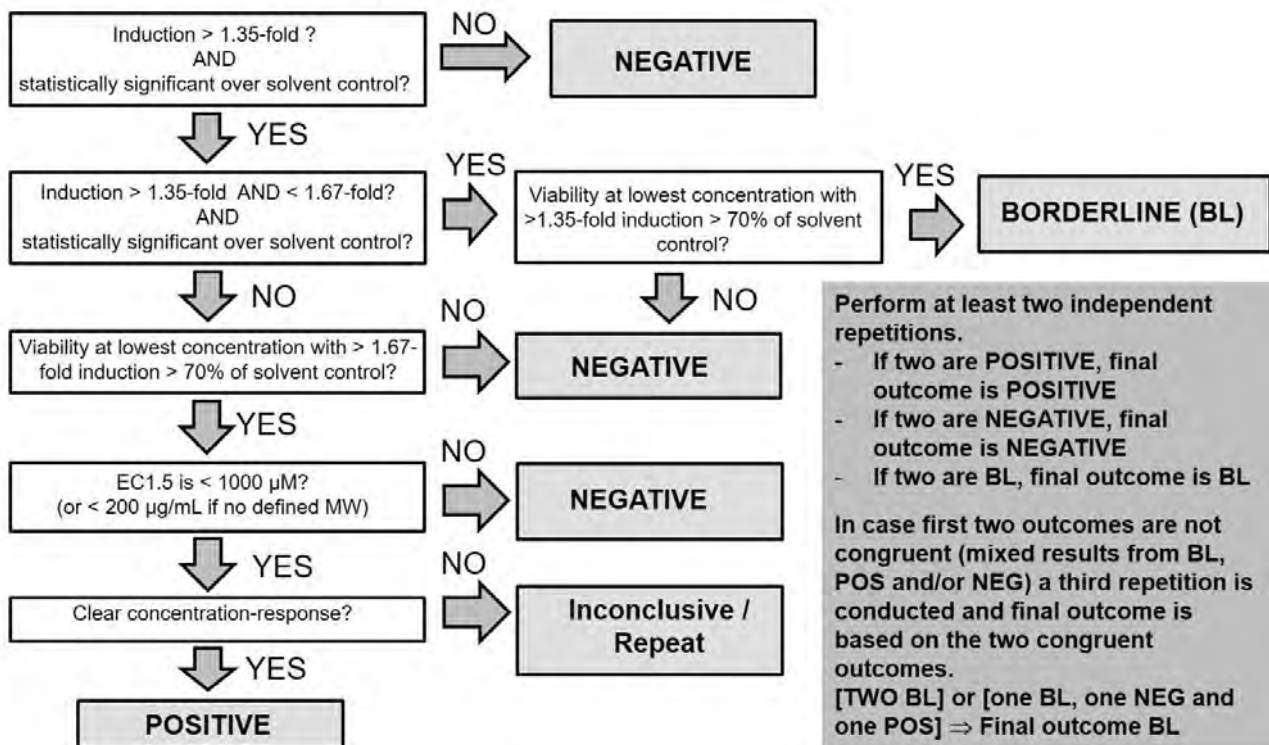 Induction > 1.35-fold ?
AND
statistically significant over solvent control?
NO
NEGATIVE
YES
Induction > 1.35-fold AND < 1.67-fold?
AND
statistically significant over solvent control?
YES
Viability at lowest concentration with
>1.35-fold induction > 70% of solvent
control?
YES
BORDERLINE (BL)
NO
NO
Viability at lowest concentration with > 1.67-
fold induction > 70% of solvent control?
NO
NEGATIVE
YES
EC1.5 is < 1000 µM?
(or < 200 µg/mL if no defined MW)
NO
NEGATIVE
YES
Clear concentration-response?
NO
Inconclusive /
Repeat
YES
POSITIVE
Perform at least two independent
repetitions.
- If two are POSITIVE, final
outcome is POSITIVE
- If two are NEGATIVE, final
outcome is NEGATIVE
- If two are BL, final outcome is BL
In case first two outcomes are not
congruent (mixed results from BL,
POS and/or NEG) a third repetition is
conducted and final outcome is
based on the two congruent
outcomes.
[TWO BL] or [one BL, one NEG and
one POS] ⇒ Final outcome BL